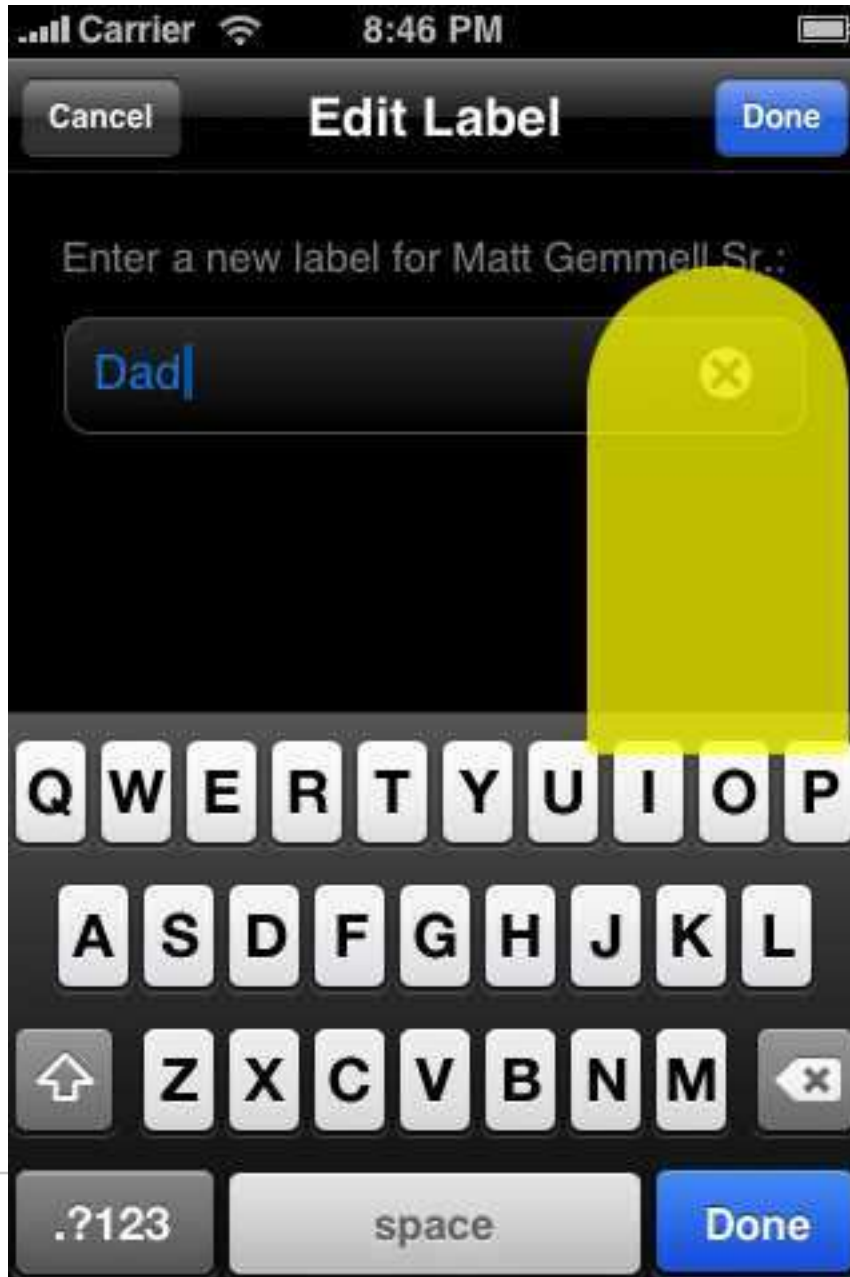 Carrier 8:46 PM
Cancel Edit Label Done
Enter a new label for Matt Gemmell Sr.:
Dad
Q W E R T Y U I O P
A S D F G H J K L
Z X C V B N M
.?123 space Done